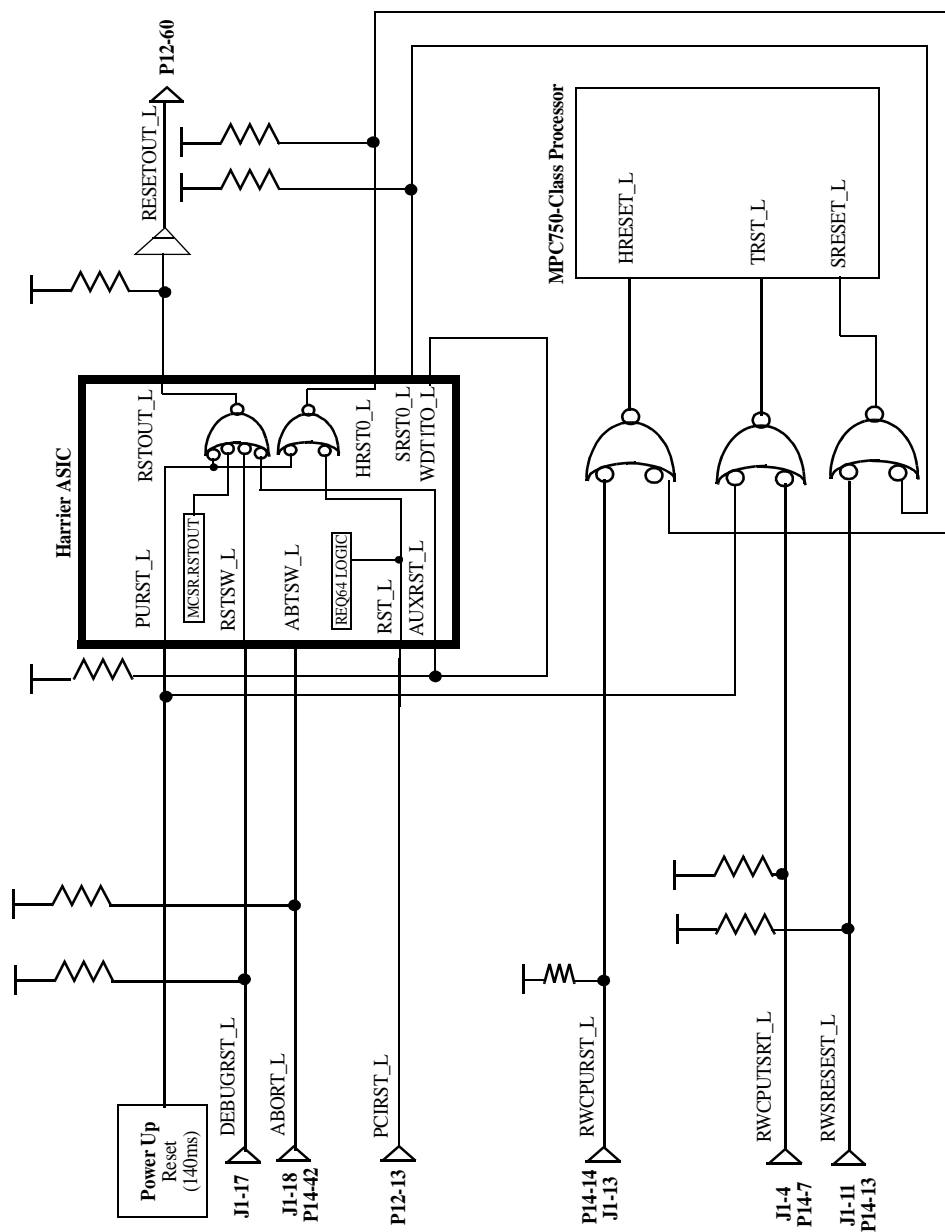 Power Up
Reset
(140ms)
J1-17
J1-18
P14-42
P12-13
P14-14
J1-13
J1-4
P14-7
J1-11
P14-13
DEBUGRST_L
ABORT_L
PCIRST_L
RWCPURST_L
RWCPUTSRT_L
RWSRESEST_L
Harrier ASIC
PURST_L
MCSR.RSTOUT
RSTSW_L
ABTSW_L
REQ64 LOGIC
RST_L
AUXRST_L
RSTOUT_L
HRST0_L
SRST0_L
WDT1TO_L
RESETOUT_L
P12-60
MPC750-Class Processor
HRESET_L
TRST_L
SRESET_L